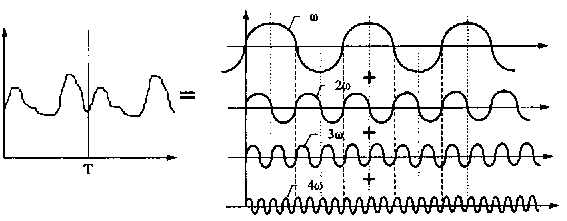 ω
=
+
2ω
+
3ω
T
+
4ω